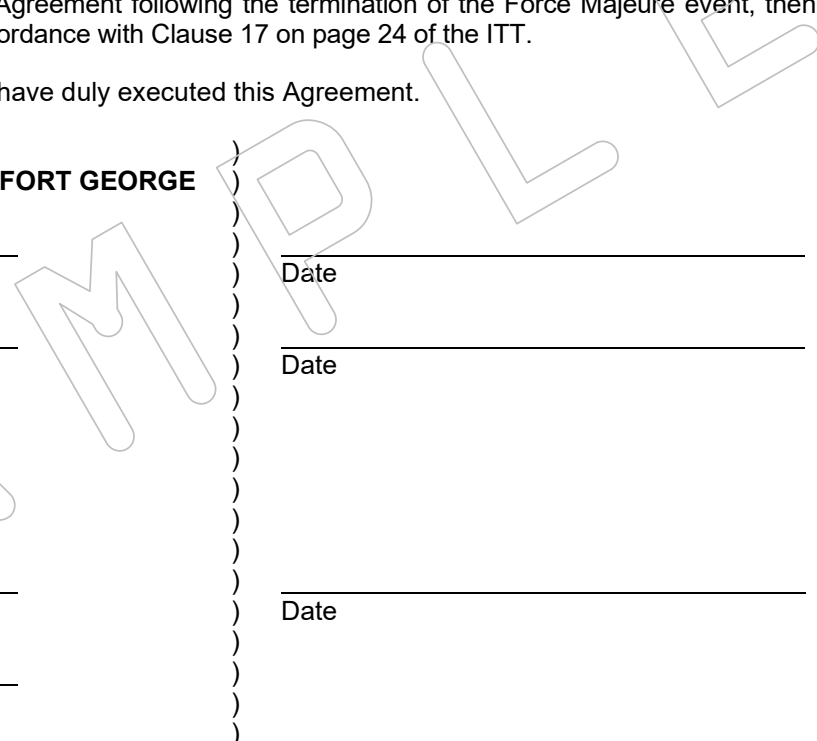 Agreement following the termination of the Force Majeure event, then
ordance with Clause 17 on page 24 of the ITT.
have duly executed this Agreement.
)
FORT GEORGE )
)
)
) Date
)
)
) Date
)
)
)
)
)
)
)
) Date
)
)
)
)
M P L E